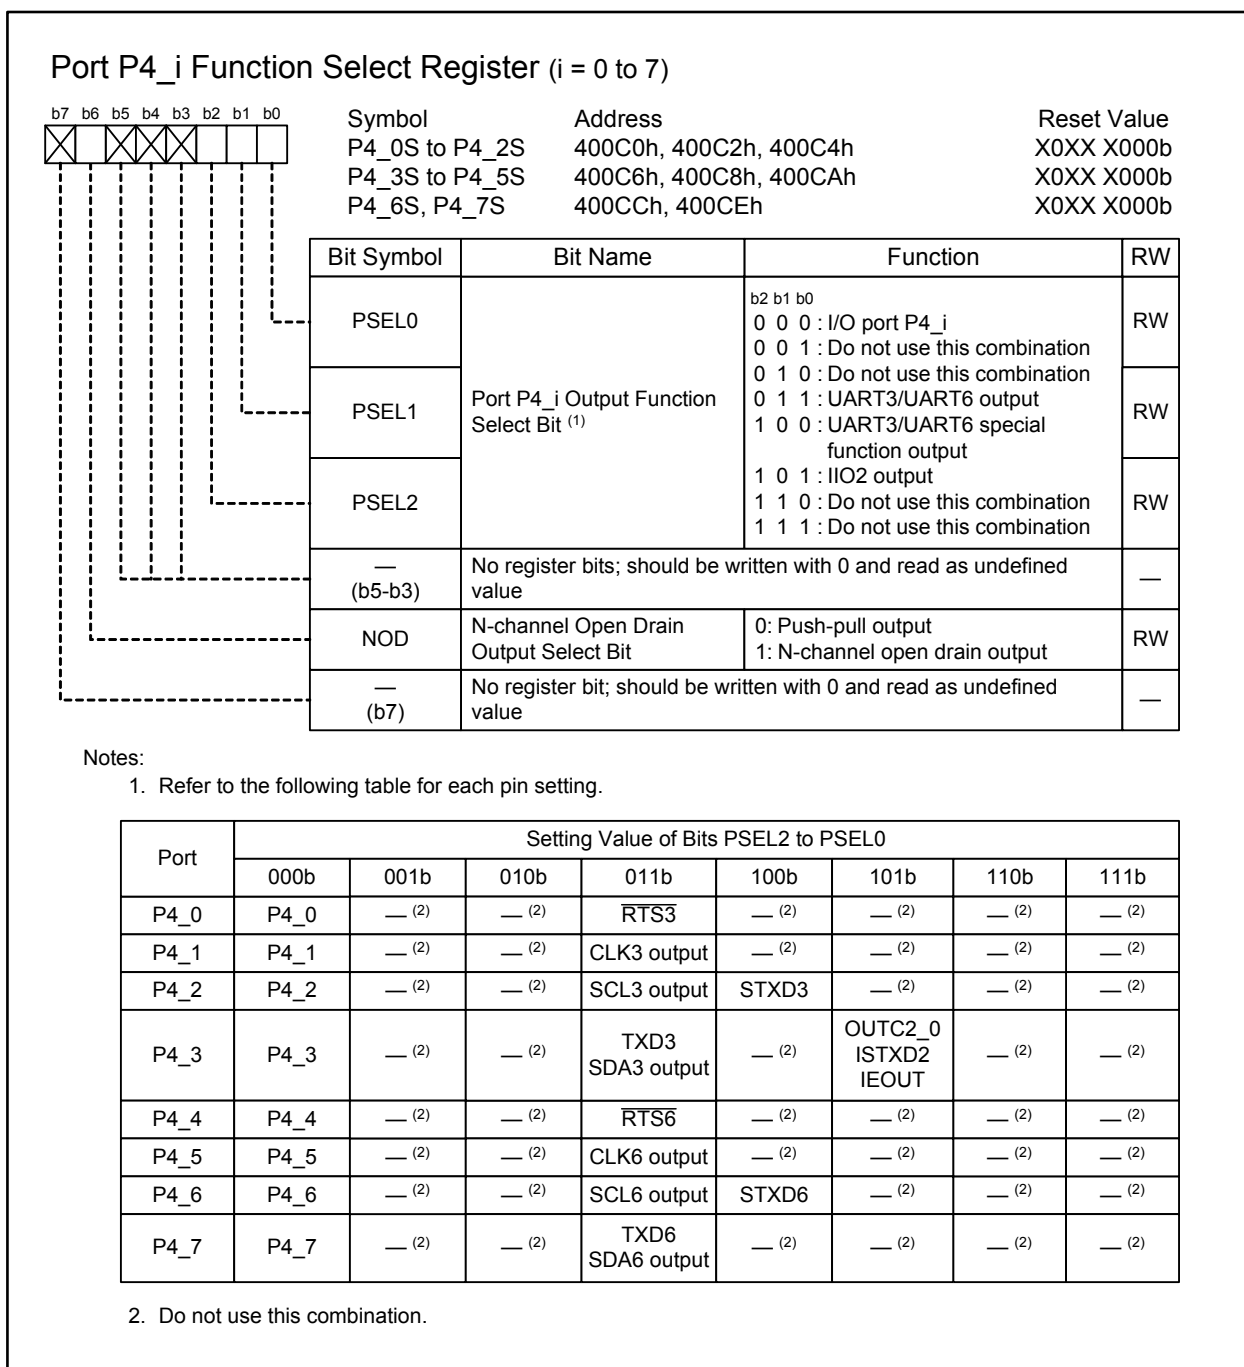 Port P4_i Function Select Register (i = 0 to 7)
b7 b6 b5 b4 b3 b2 b1 b0
Symbol Address Reset Value
P4_0S to P4_2S 400C0h, 400C2h, 400C4h X0XX X000b
P4_3S to P4_5S 400C6h, 400C8h, 400CAh X0XX X000b
P4_6S, P4_7S 400CCh, 400CEh X0XX X000b
Bit Symbol Bit Name Function RW
PSEL0 RW
PSEL1 RW
PSEL2 RW
Port P4_i Output Function
Select Bit (1)
b2 b1 b0
0 0 0 : I/O port P4_i
0 0 1 : Do not use this combination
0 1 0 : Do not use this combination
0 1 1 : UART3/UART6 output
1 0 0 : UART3/UART6 special
function output
1 0 1 : IIO2 output
1 1 0 : Do not use this combination
1 1 1 : Do not use this combination
— (b5-b3)
No register bits; should be written with 0 and read as undefined
value
—
NOD
N-channel Open Drain
Output Select Bit
0: Push-pull output
1: N-channel open drain output
RW
— (b7)
No register bit; should be written with 0 and read as undefined
value
—
Notes:
1. Refer to the following table for each pin setting.
Port Setting Value of Bits PSEL2 to PSEL0
000b 001b 010b 011b 100b 101b 110b 111b
P4_0 P4_0 — (2) — (2) RTS3 — (2) — (2) — (2) — (2)
P4_1 P4_1 — (2) — (2) CLK3 output — (2) — (2) — (2) — (2)
P4_2 P4_2 — (2) — (2) SCL3 output STXD3 — (2) — (2) — (2)
P4_3 P4_3 — (2) — (2) TXD3 SDA3 output — (2) OUTC2_0 ISTXD2 IEOUT — (2) — (2)
P4_4 P4_4 — (2) — (2) RTS6 — (2) — (2) — (2) — (2)
P4_5 P4_5 — (2) — (2) CLK6 output — (2) — (2) — (2) — (2)
P4_6 P4_6 — (2) — (2) SCL6 output STXD6 — (2) — (2) — (2)
P4_7 P4_7 — (2) — (2) TXD6 SDA6 output — (2) — (2) — (2) — (2)
2. Do not use this combination.